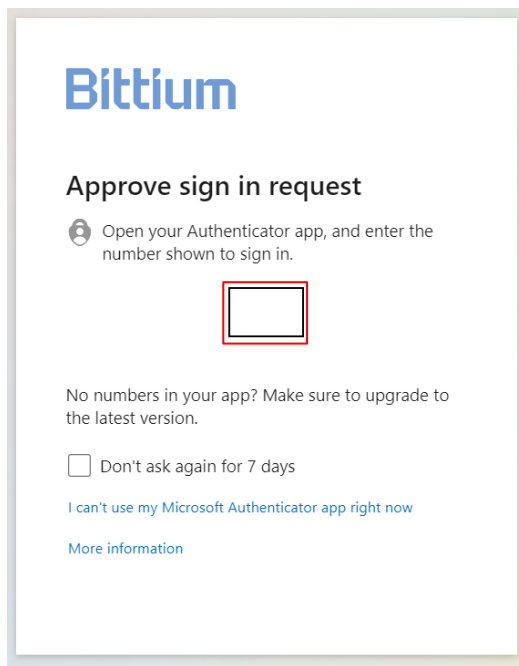 Bittium
Approve sign in request
Open your Authenticator app, and enter the
number shown to sign in.
No numbers in your app? Make sure to upgrade to
the latest version.
Don't ask again for 7 days
I can't use my Microsoft Authenticator app right now
More information